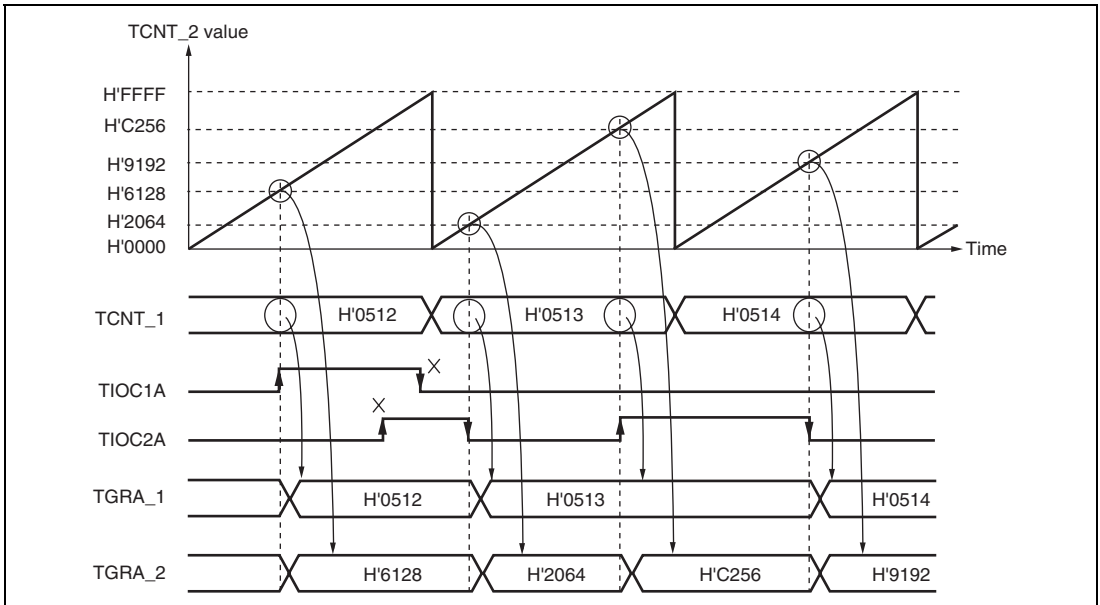 TCNT_2 value
H'FFFF
H'C256
H'9192
H'6128
H'2064
H'0000
Time
TCNT_1 H'0512 H'0513 H'0514
TIOC1A
TIOC2A
TGRA_1 H'0512 H'0513 H'0514
TGRA_2 H'6128 H'2064 H'C256 H'9192